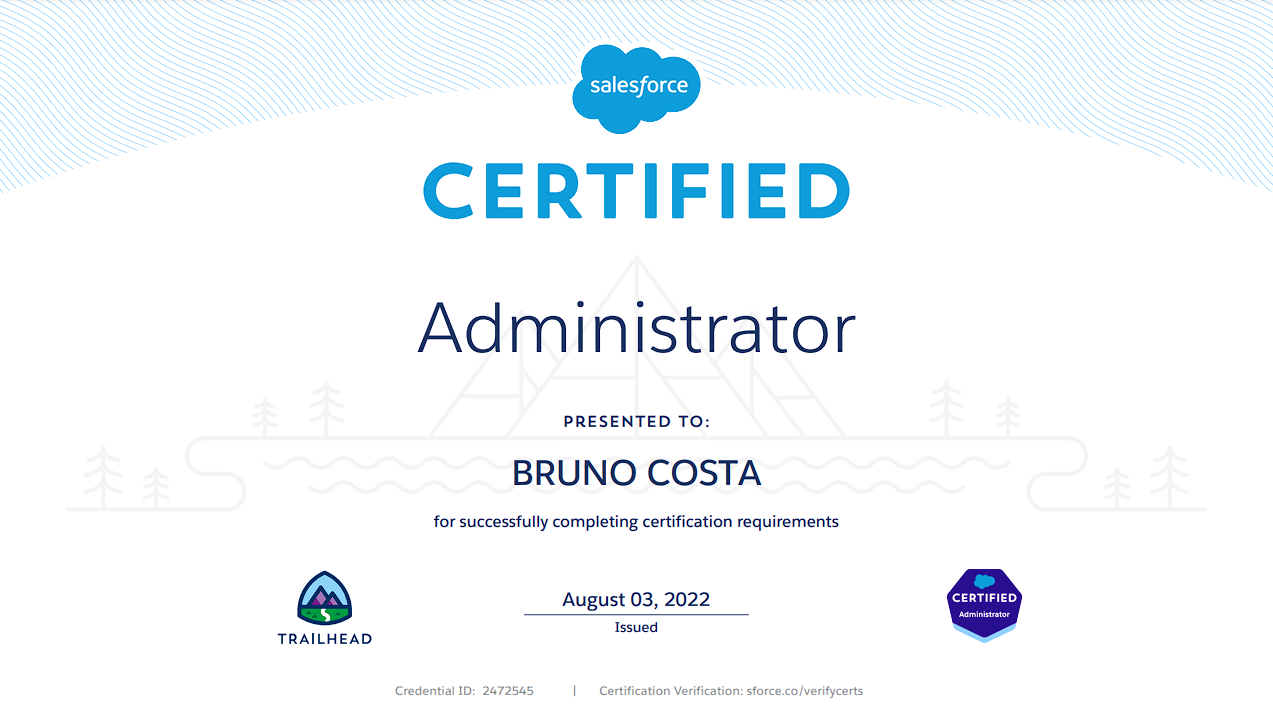 salesforce
CERTIFIED
Administrator
PRESENTED TO:
BRUNO COSTA
for successfully completing certification requirements
August 03, 2022
Issued
TRAILHEAD
CERTIFIED
Administrator
Credential ID: 2472545 | Certification Verification: sforce.co/verifycerts